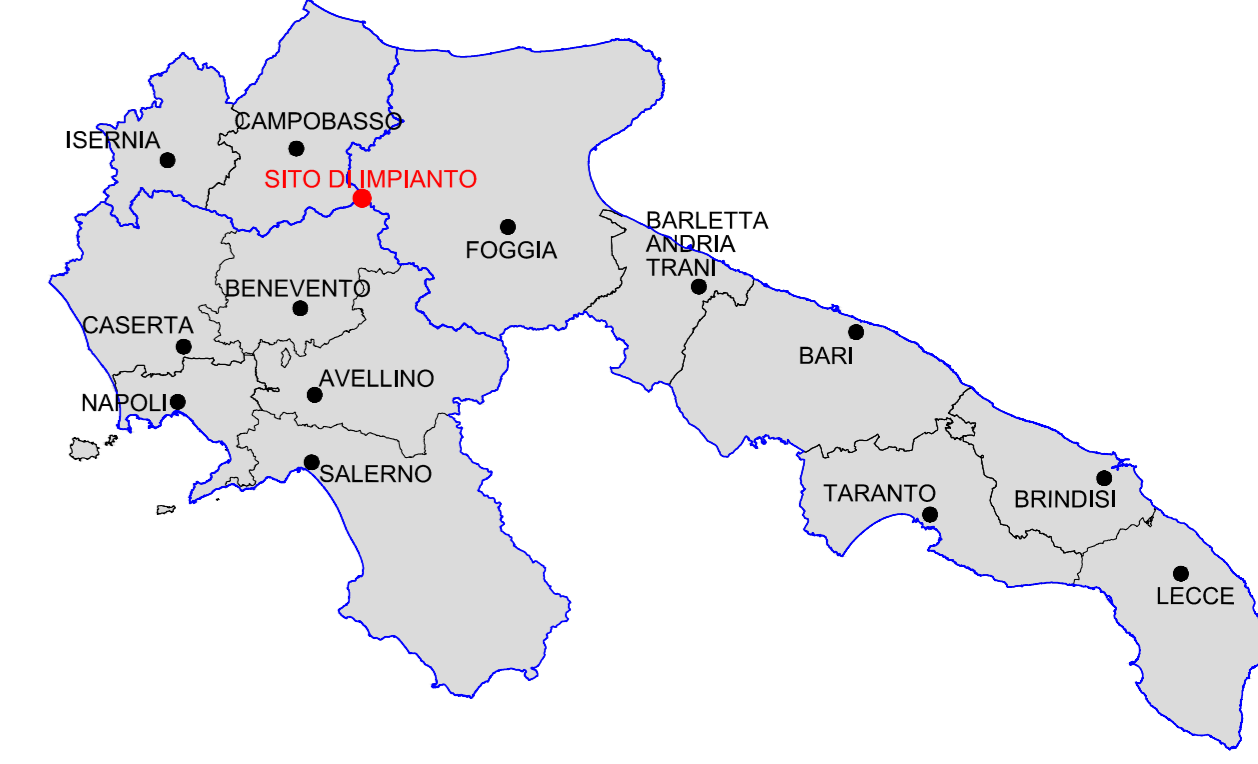 CAMPOBASSO
ISERNIA
SITO DI IMPIANTO
FOGGIA
BARLETTA
ANDRIA
TRANI
BENEVENTO
CASERTA
BARI
AVELLINO
NAPOLI
SALERNO
TARANTO
BRINDISI
LECCE